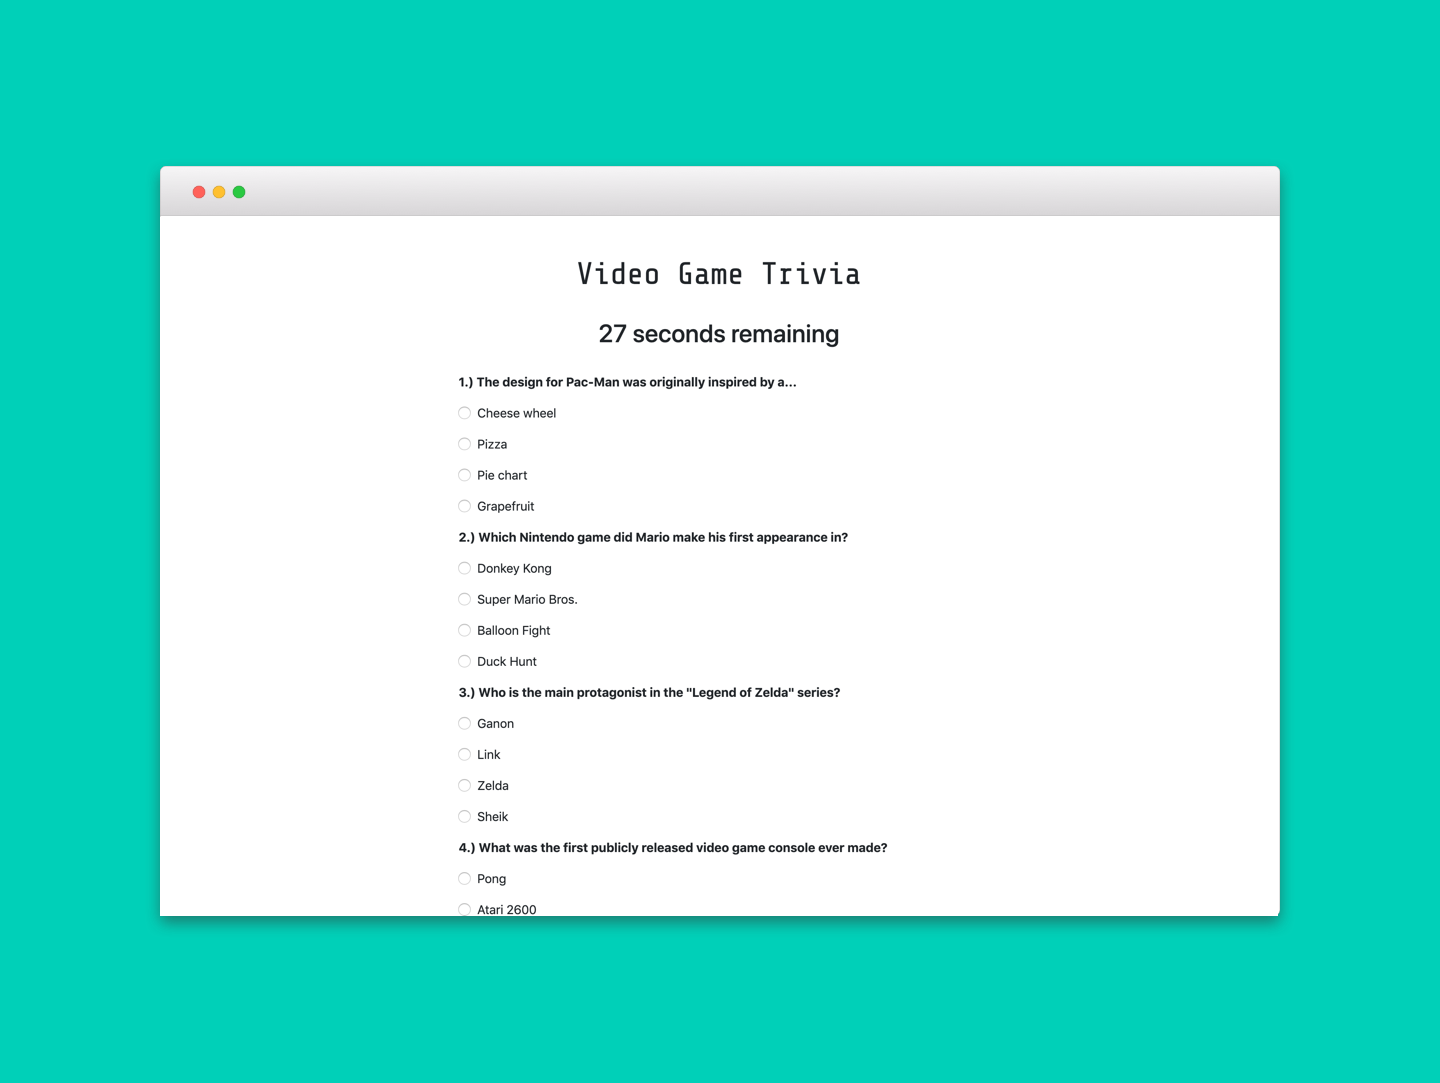 Video Game Trivia
27 seconds remaining
1.) The design for Pac-Man was originally inspired by a...
Cheese wheel
Pizza
Pie chart
Grapefruit
2.) Which Nintendo game did Mario make his first appearance in?
Donkey Kong
Super Mario Bros.
Balloon Fight
Duck Hunt
3.) Who is the main protagonist in the "Legend of Zelda" series?
Ganon
Link
Zelda
Sheik
4.) What was the first publicly released video game console ever made?
Pong
Atari 2600